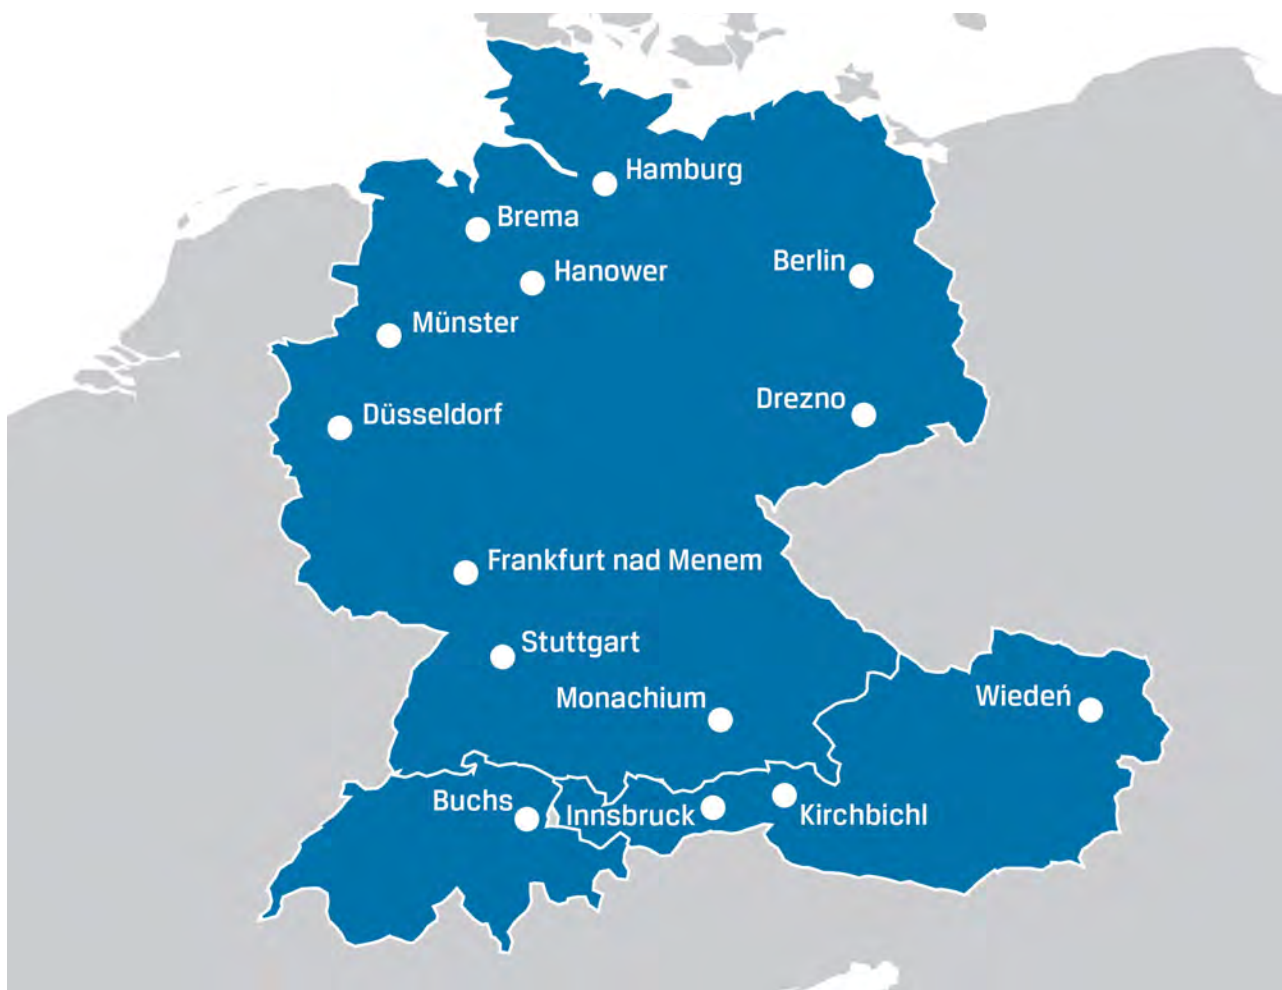 Hamburg
Brema
Hanower
Berlin
Münster
Drezno
Düsseldorf
Frankfurt nad Menem
Stuttgart
Monachium
Wiedeń
Buchs
Innsbruck
Kirchbichl